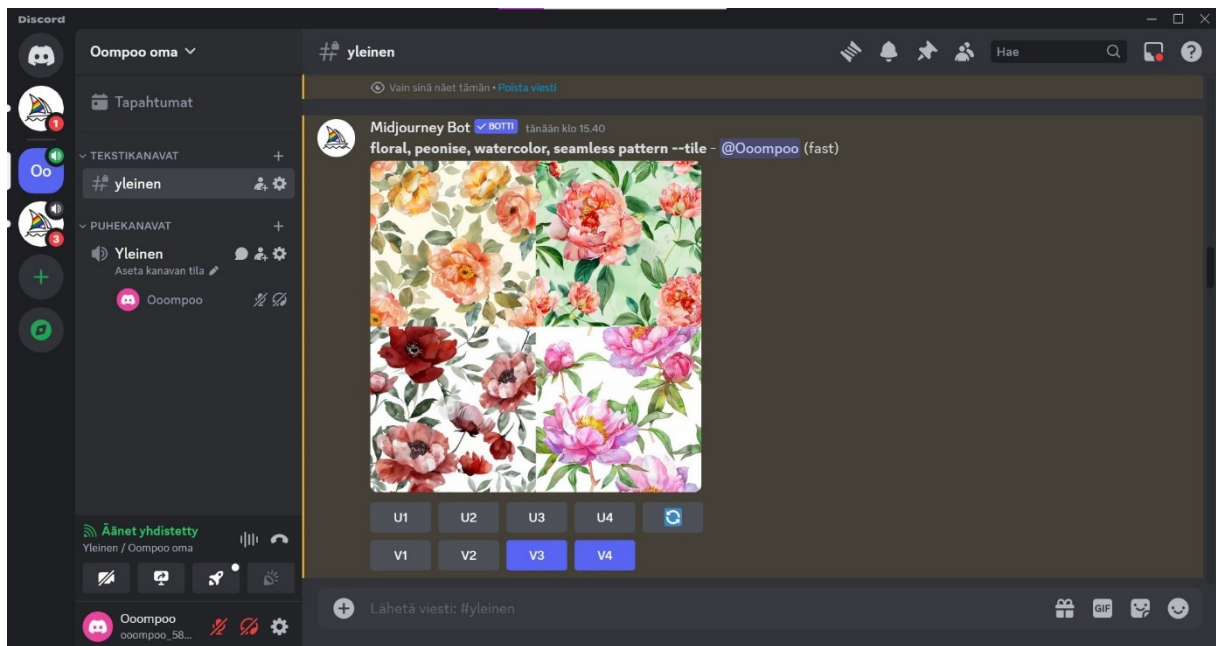 Discord
Oompoo oma
Tapahtumat
TEKSTIKANAVAT
yleinen
PUHEKANAVAT
Yleinen
Aseta kanavan tila
Ooompoo
Äänet yhdistetty
Yleinen / Oompoo oma
Ooompoo
ooompoo_58...
1
Oo
3
yleinen
Hae
Vain sinä näet tämän • Poista viesti
Midjourney Bot ✓ BOTTI tänään klo 15.40
floral, peonise, watercolor, seamless pattern --tile - @Ooompoo (fast)
U1 U2 U3 U4
V1 V2 V3 V4
Lähetä viesti: #yleinen
GIF